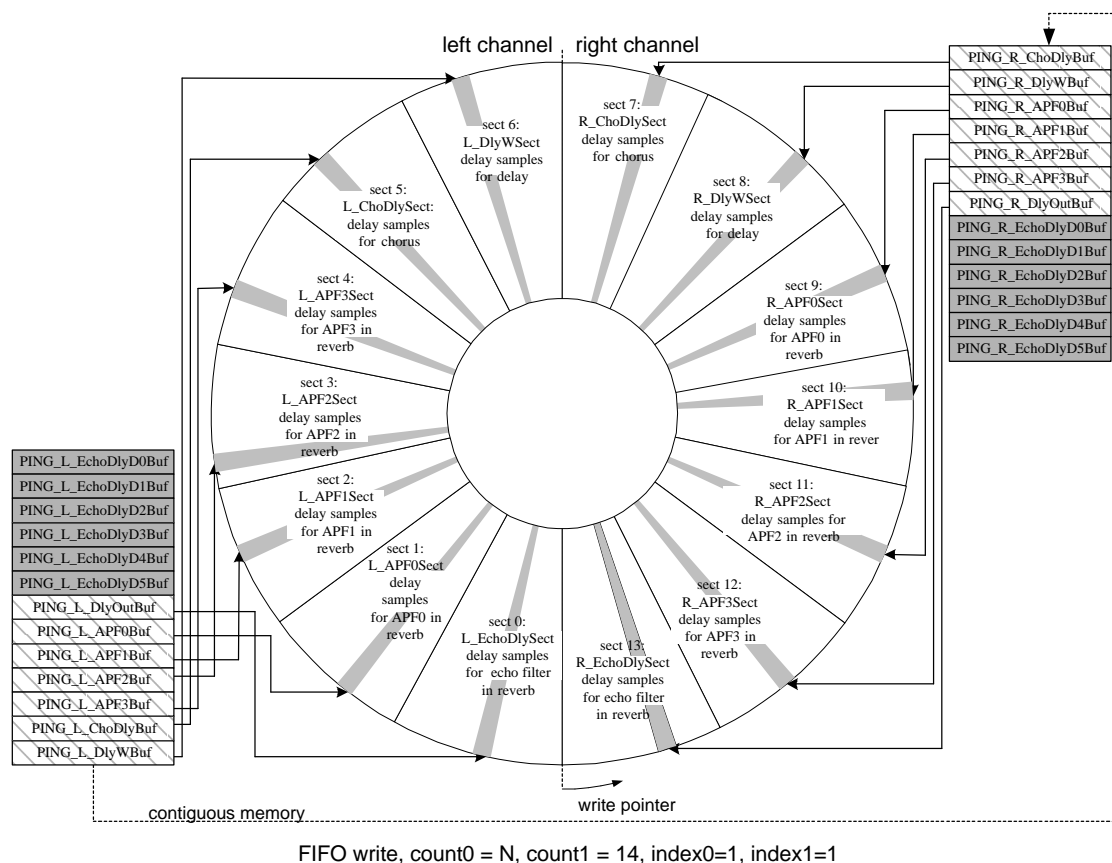 left channel
right channel
PING_R_ChoDlyBuf
PING_R_DlyWBuf
PING_R_APF0Buf
PING_R_APF1Buf
PING_R_APF2Buf
PING_R_APF3Buf
PING_R_DlyOutBuf
PING_R_EchoDlyD0Buf
PING_R_EchoDlyD1Buf
PING_R_EchoDlyD2Buf
PING_R_EchoDlyD3Buf
PING_R_EchoDlyD4Buf
PING_R_EchoDlyD5Buf
sect 6:
L_DlyWSect
delay samples
for delay
sect 7:
R_ChoDlySect
delay samples
for chorus
sect 5:
L_ChoDlySect:
delay samples
for chorus
sect 8:
R_DlyWSect
delay samples
for delay
sect 4:
L_APF3Sect
delay samples
for APF3 in
reverb
sect 9:
R_APF0Sect
delay samples
for APF0 in
reverb
sect 3:
L_APF2Sect
delay samples
for APF2 in
reverb
sect 10:
R_APF1Sect
delay samples
for APF1 in rever
sect 2:
L_APF1Sect
delay samples
for APF1 in
reverb
sect 11:
R_APF2Sect
delay samples for
APF2 in reverb
sect 1:
L_APF0Sect
delay
samples
for APF0 in
reverb
sect 12:
R_APF3Sect
delay samples
for APF3 in
reverb
sect 0:
L_EchoDlySect
delay samples
for echo filter
in reverb
sect 13:
R_EchoDlySect
delay samples
for echo filter
in reverb
PING_L_EchoDlyD0Buf
PING_L_EchoDlyD1Buf
PING_L_EchoDlyD2Buf
PING_L_EchoDlyD3Buf
PING_L_EchoDlyD4Buf
PING_L_EchoDlyD5Buf
PING_L_DlyOutBuf
PING_L_APF0Buf
PING_L_APF1Buf
PING_L_APF2Buf
PING_L_APF3Buf
PING_L_ChoDlyBuf
PING_L_DlyWBuf
write pointer
contiguous memory
FIFO write, count0 = N, count1 = 14, index0=1, index1=1